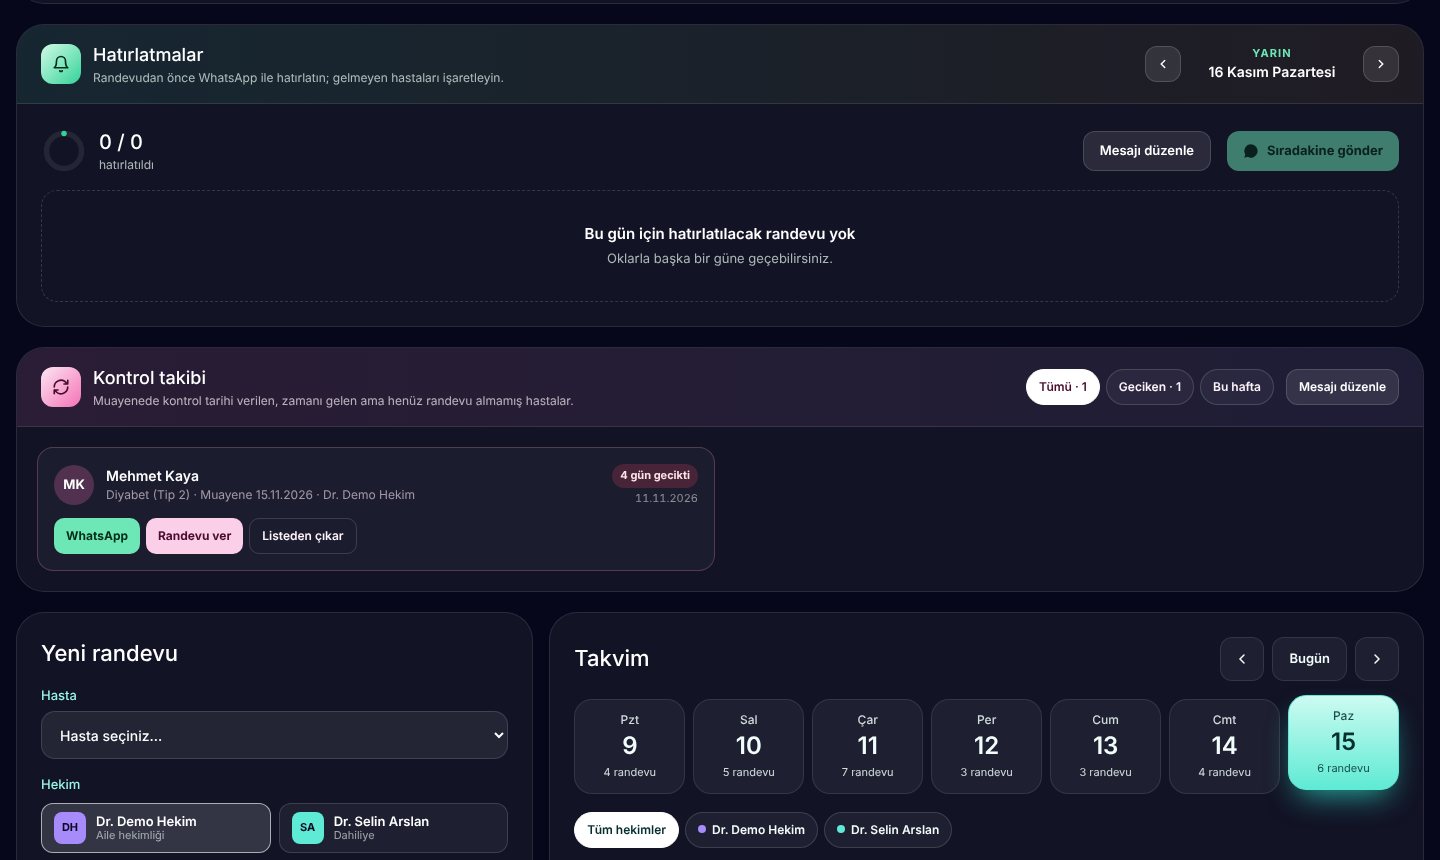 Hatırlatmalar
Randevudan önce WhatsApp ile hatırlatın; gelmeyen hastaları işaretleyin.
YARIN
16 Kasım Pazartesi
0 / 0
hatırlatıldı
Mesajı düzenle
Sıradakine gönder
Bu gün için hatırlatılacak randevu yok
Oklarla başka bir güne geçebilirsiniz.
Kontrol takibi
Muayenede kontrol tarihi verilen, zamanı gelen ama henüz randevu almamış hastalar.
Tümü · 1
Geciken · 1
Bu hafta
Mesajı düzenle
MK
Mehmet Kaya
Diyabet (Tip 2) · Muayene 15.11.2026 · Dr. Demo Hekim
4 gün gecikti
11.11.2026
WhatsApp
Randevu ver
Listeden çıkar
Yeni randevu
Hasta
Hasta seçiniz...
Hekim
DH
Dr. Demo Hekim
Aile hekimliği
SA
Dr. Selin Arslan
Dahiliye
Takvim
Bugün
Pzt
9
4 randevu
Sal
10
5 randevu
Çar
11
7 randevu
Per
12
3 randevu
Cum
13
3 randevu
Cmt
14
4 randevu
Paz
15
6 randevu
Tüm hekimler
Dr. Demo Hekim
Dr. Selin Arslan